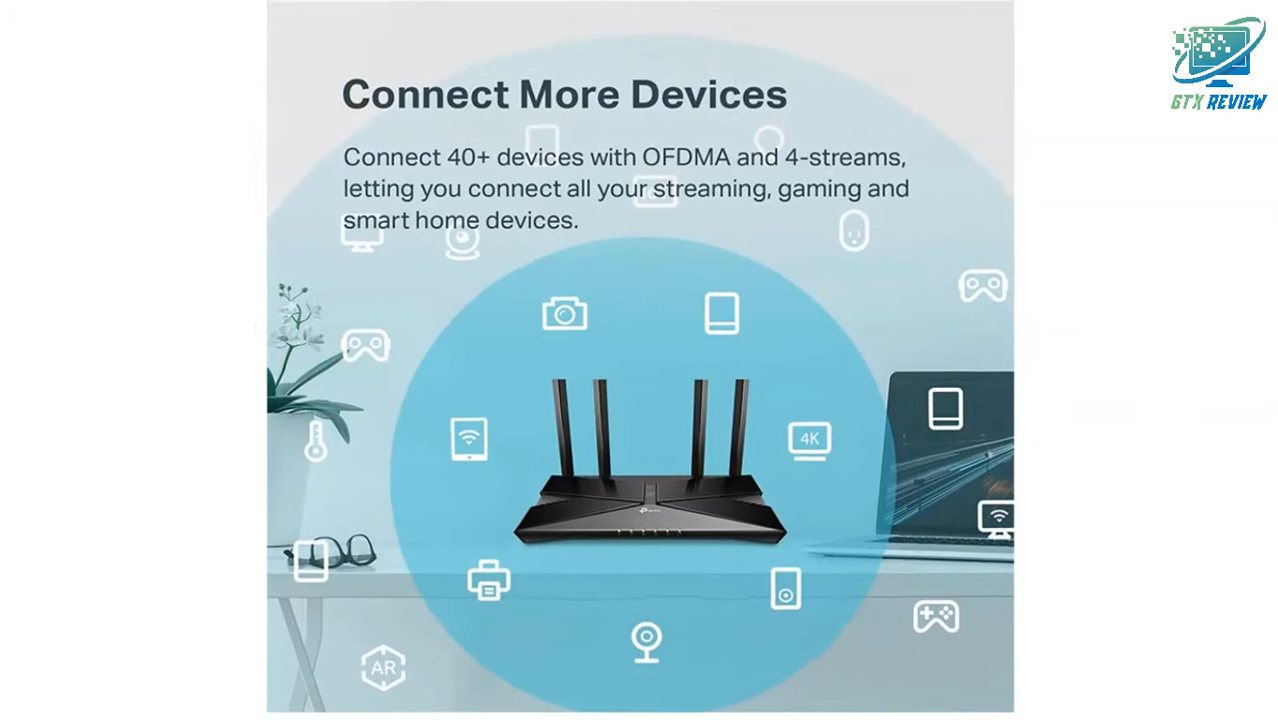 Connect More Devices
Connect 40+ devices with OFDMA and 4-streams,
letting you connect all your streaming, gaming and
smart home devices.
GTX REVIEW
4K
AR